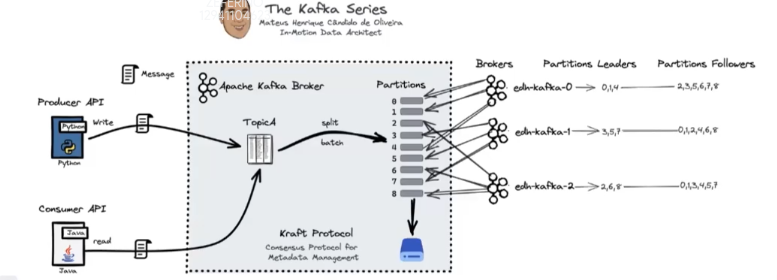 The Kafka Series
Mateus Henrique Cândido de Oliveira
In-Motion Data Architect
Message
Apache Kafka Broker
Partitions
Brokers
Partitions Leaders
Partitions Followers
Producer API
Python
Write
Python
TopicA
split
batch
0
1
2
3
4
5
6
7
8
edh-kafka-0
0,1,4
2,3,5,6,7,8
edh-kafka-1
3,5,7
0,1,2,4,6,8
edh-kafka-2
2,6,8
0,1,3,4,5,7
Consumer API
Java
read
Java
Kraft Protocol
Consensus Protocol for
Metadata Management